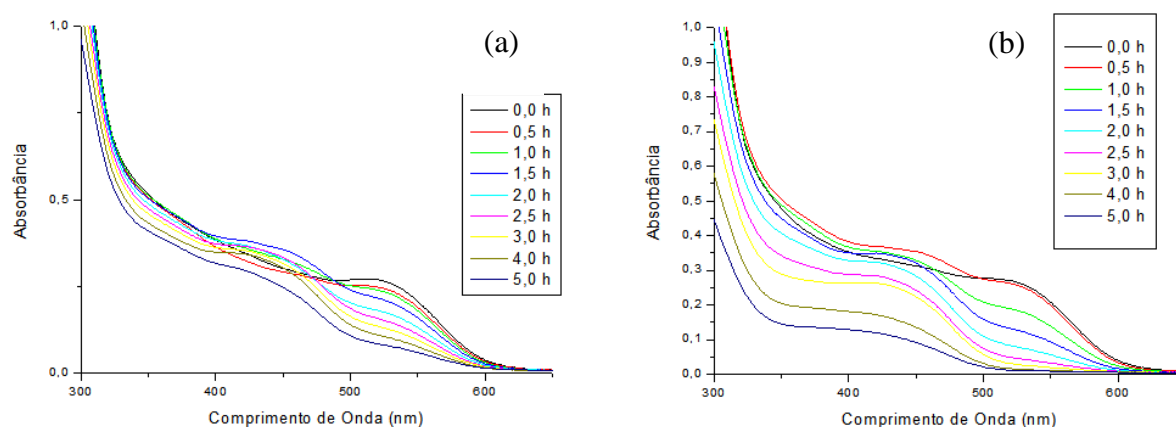 (a)
1,0
0,5
0,0
Absorbância
300
400
500
600
Comprimento de Onda (nm)
0,0 h
0,5 h
1,0 h
1,5 h
2,0 h
2,5 h
3,0 h
4,0 h
5,0 h
(b)
1,0
0,9
0,8
0,7
0,6
0,5
0,4
0,3
0,2
0,1
0,0
Absorbância
300
400
500
600
Comprimento de Onda (nm)
0,0 h
0,5 h
1,0 h
1,5 h
2,0 h
2,5 h
3,0 h
4,0 h
5,0 h